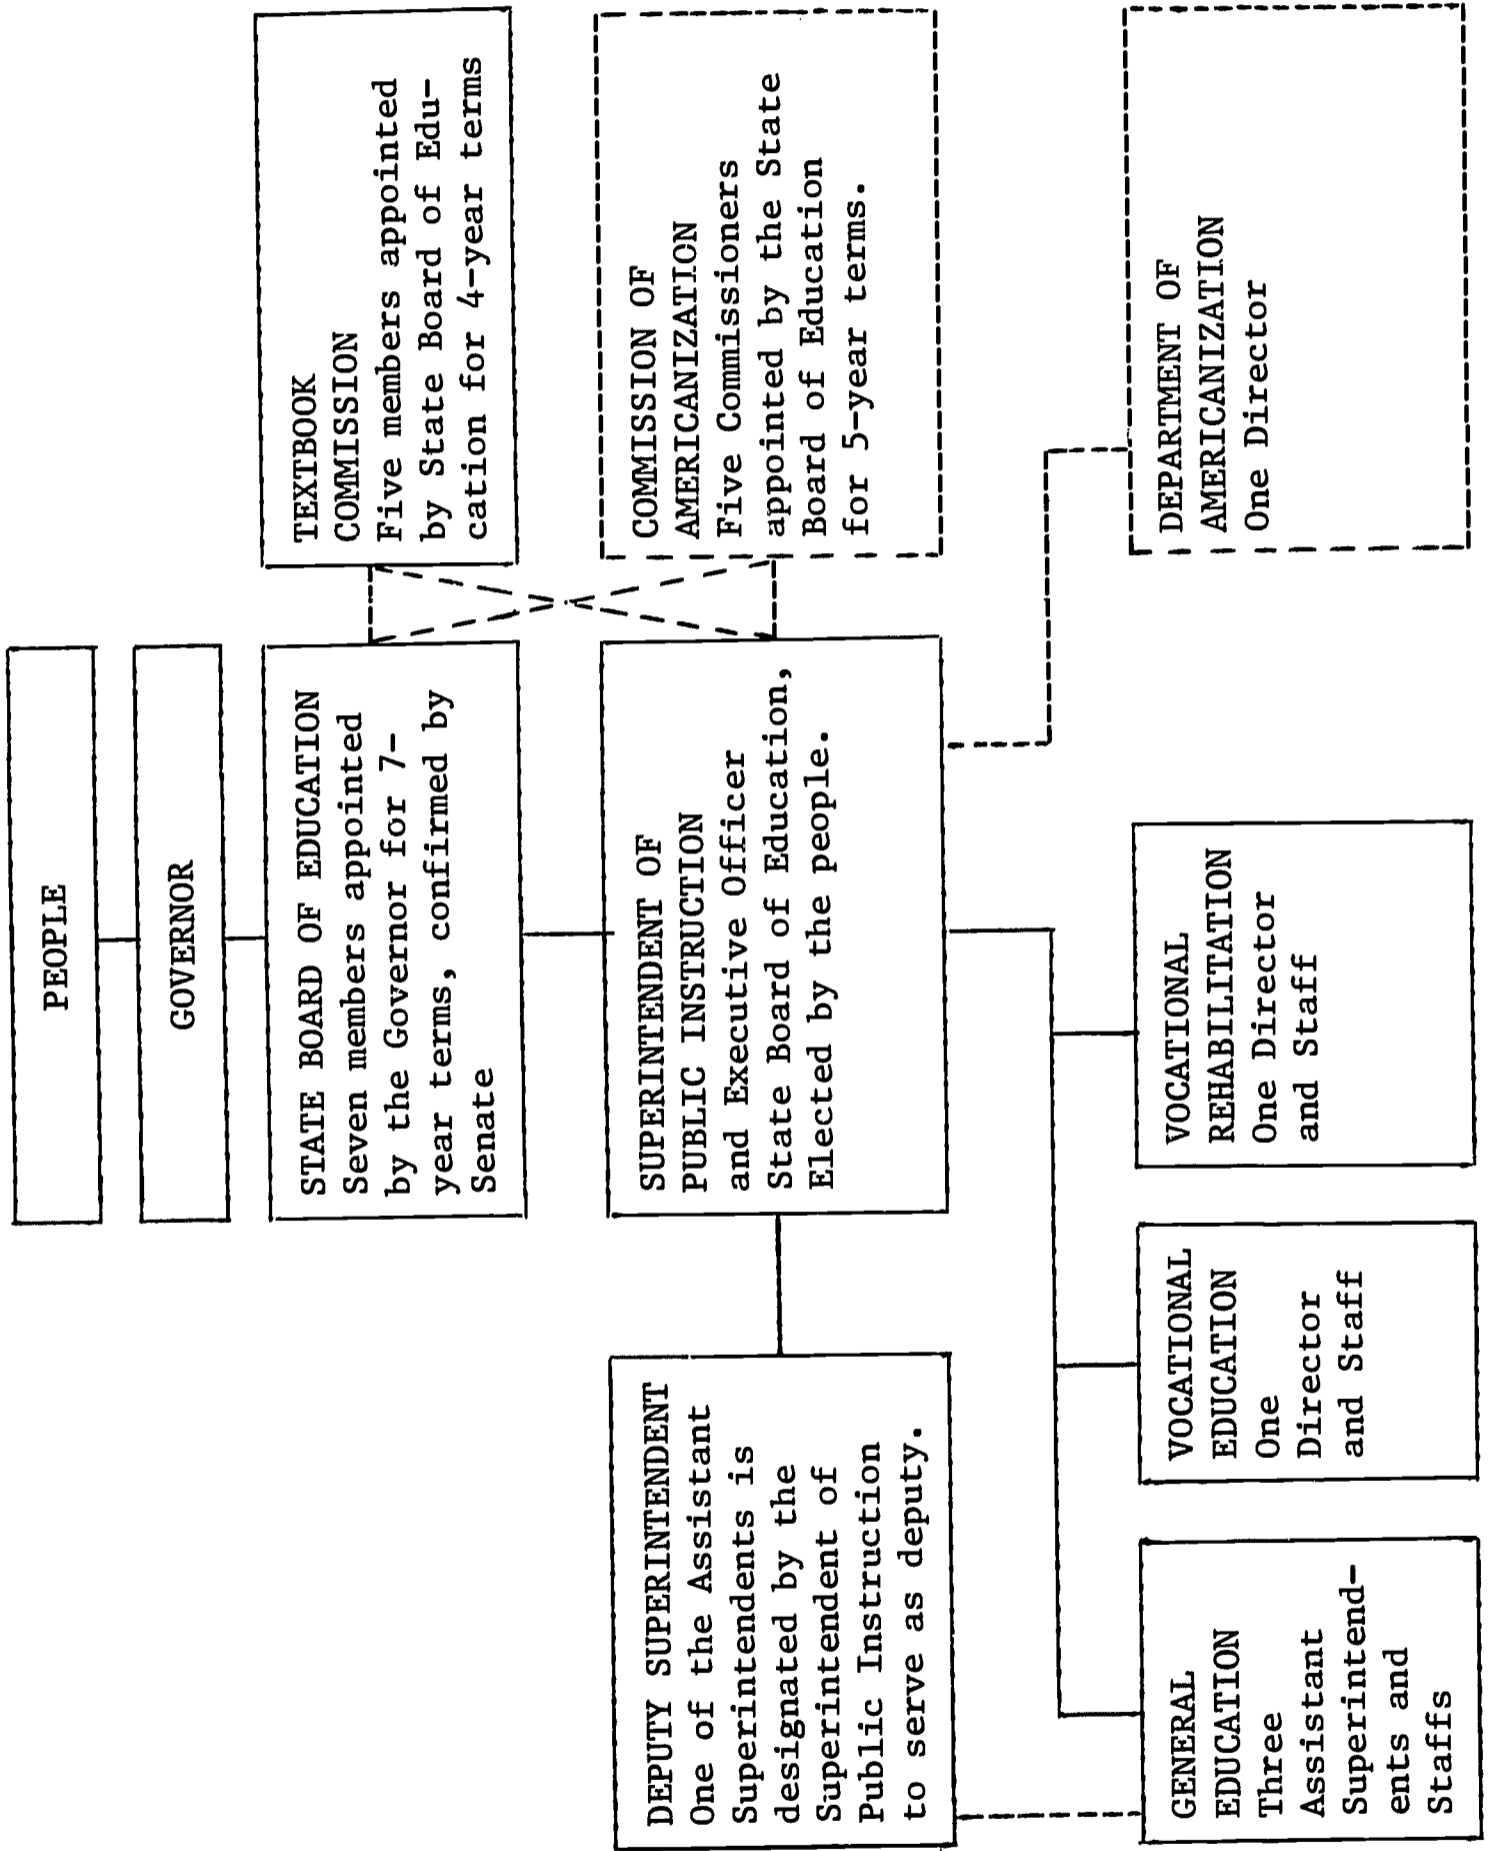 PEOPLE
GOVERNOR
STATE BOARD OF EDUCATION
Seven members appointed
by the Governor for 7-
year terms, confirmed by
Senate
TEXTBOOK
COMMISSION
Five members appointed
by State Board of Edu-
cation for 4-year terms
DEPUTY SUPERINTENDENT
One of the Assistant
Superintendents is
designated by the
Superintendent of
Public Instruction
to serve as deputy.
SUPERINTENDENT OF
PUBLIC INSTRUCTION
and Executive Officer
State Board of Education,
Elected by the people.
COMMISSION OF
AMERICANIZATION
Five Commissioners
appointed by the State
Board of Education
for 5-year terms.
GENERAL
EDUCATION
Three
Assistant
Superintend-
ents and
Staffs
VOCATIONAL
EDUCATION
One
Director
and Staff
VOCATIONAL
REHABILITATION
One Director
and Staff
DEPARTMENT OF
AMERICANIZATION
One Director